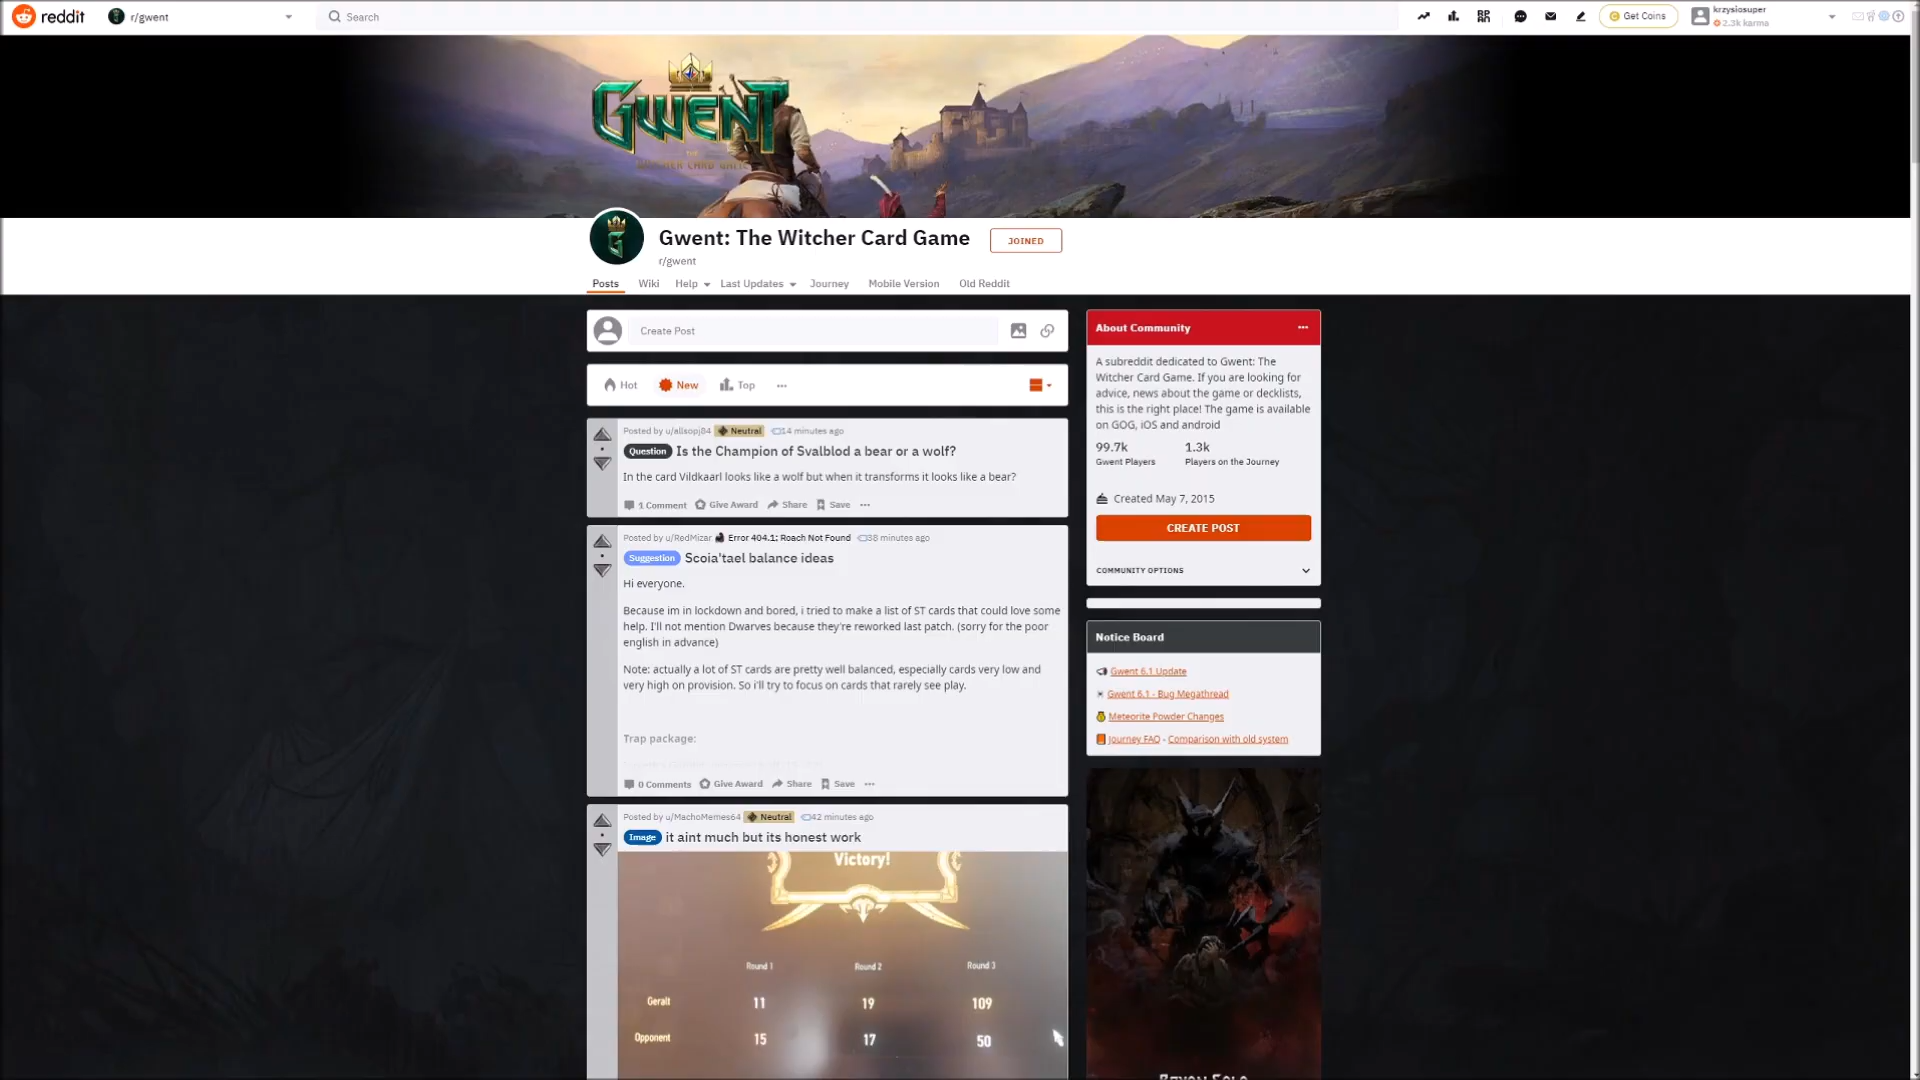 reddit
r/gwent
Search
Get Coins
krzysiosuper
2.3k karma
GWENT
THE
WITCHER CARD GAME
Gwent: The Witcher Card Game
JOINED
r/gwent
Posts
Wiki
Help
Last Updates
Journey
Mobile Version
Old Reddit
Create Post
Hot
New
Top
Posted by u/allsopj84 Neutral 14 minutes ago
Question Is the Champion of Svalblod a bear or a wolf?
In the card Vildkaarl looks like a wolf but when it transforms it looks like a bear?
1 Comment Give Award Share Save
Posted by u/RedMizar Error 404.1: Roach Not Found 38 minutes ago
Suggestion Scoia'tael balance ideas
Hi everyone.
Because im in lockdown and bored, i tried to make a list of ST cards that could love some
help. I'll not mention Dwarves because they're reworked last patch. (sorry for the poor
english in advance)
Note: actually a lot of ST cards are pretty well balanced, especially cards very low and
very high on provision. So i'll try to focus on cards that rarely see play.
Trap package:
0 Comments Give Award Share Save
Posted by u/MachoMemes64 Neutral 42 minutes ago
Image it aint much but its honest work
Victory!
Round 1 Round 2 Round 3
Geralt 11 19 109
Opponent 15 17 50
About Community
A subreddit dedicated to Gwent: The
Witcher Card Game. If you are looking for
advice, news about the game or decklists,
this is the right place! The game is available
on GOG, iOS and android
99.7k 1.3k
Gwent Players Players on the Journey
Created May 7, 2015
CREATE POST
COMMUNITY OPTIONS
Notice Board
Gwent 6.1 Update
Gwent 6.1 - Bug Megathread
Meteorite Powder Changes
Journey FAQ - Comparison with old system